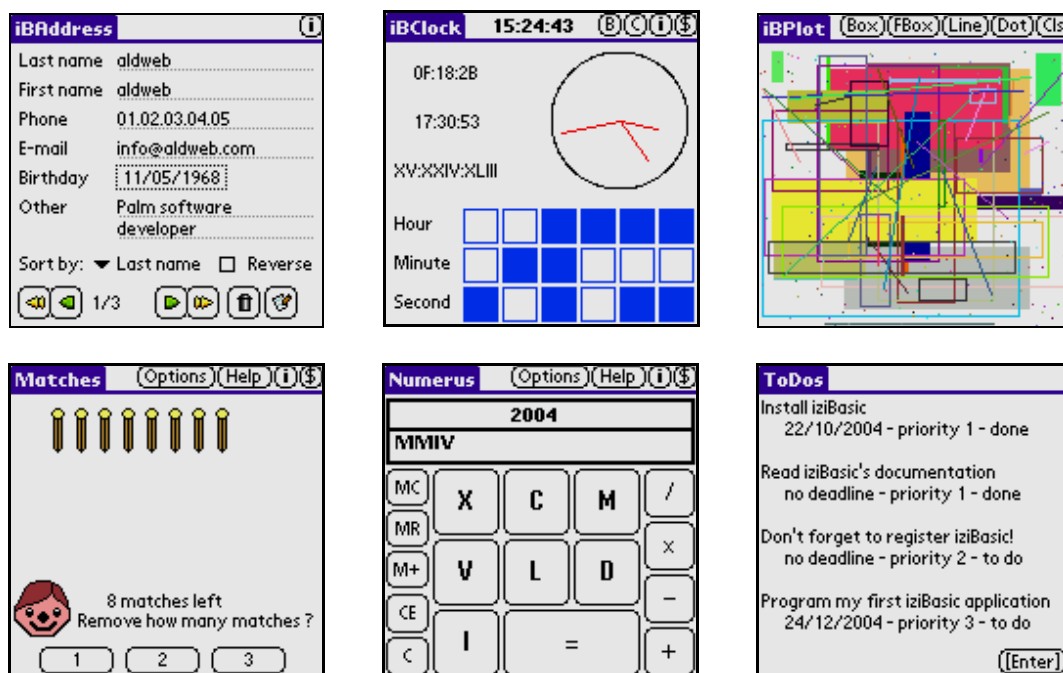 iBAddress i
Last name aldweb
First name aldweb
Phone 01.02.03.04.05
E-mail info@aldweb.com
Birthday 11/05/1968
Other Palm software
developer
Sort by: Last name Reverse
1/3
iBClock 15:24:43 B C i $
0F:18:2B
17:30:53
XV:XXIV:XLIII
Hour
Minute
Second
iBPlot Box FBox Line Dot Cls
Matches Options Help i $
8 matches left
Remove how many matches ?
1 2 3
Numerus Options Help i $
2004
MMIV
MC X C M /
MR
M+ V L D x
CE −
C I = +
ToDos
Install iziBasic
22/10/2004 - priority 1 - done
Read iziBasic's documentation
no deadline - priority 1 - done
Don't forget to register iziBasic!
no deadline - priority 2 - to do
Program my first iziBasic application
24/12/2004 - priority 3 - to do
[Enter]